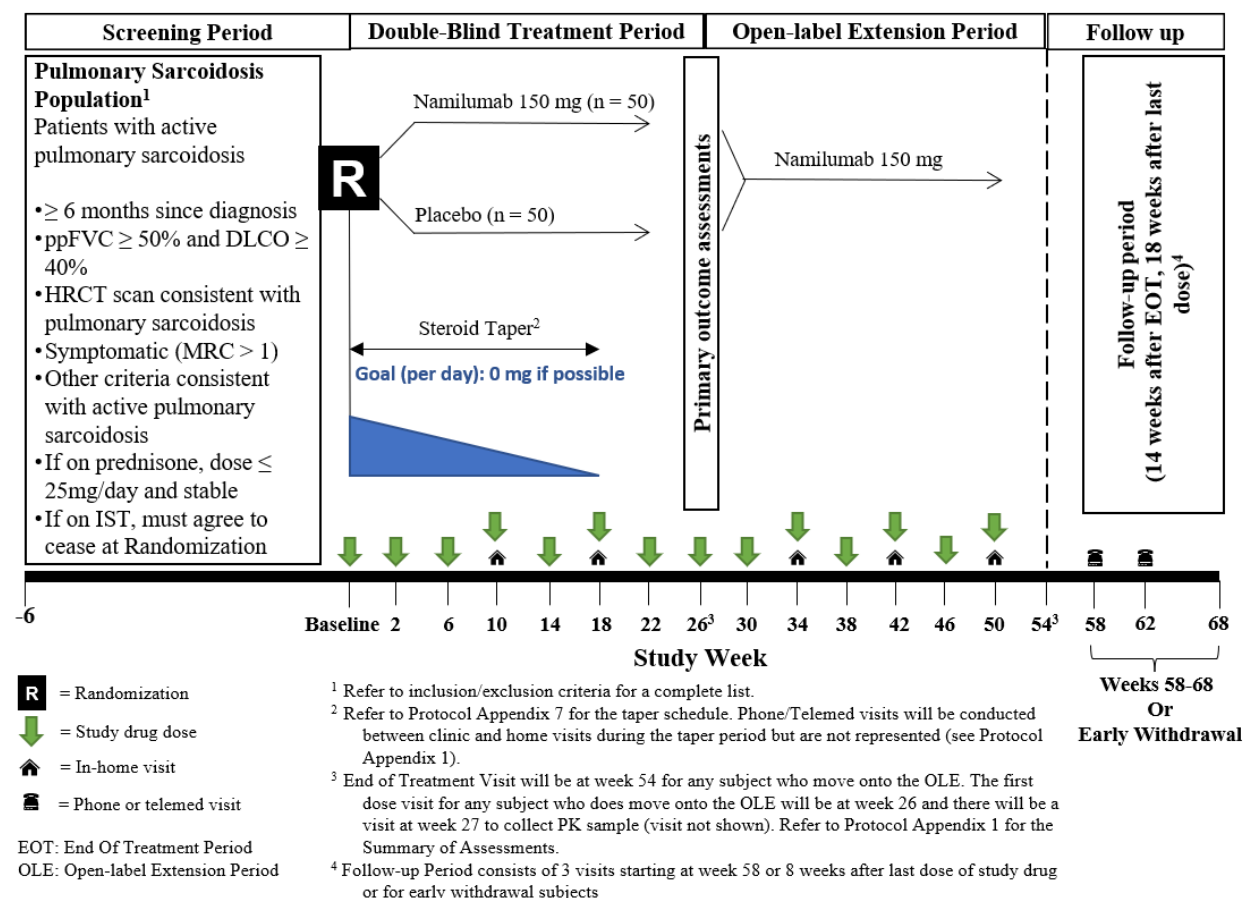 Screening Period
Double-Blind Treatment Period
Open-label Extension Period
Follow up
Pulmonary Sarcoidosis
Population1
Patients with active
pulmonary sarcoidosis
•≥ 6 months since diagnosis
•ppFVC ≥ 50% and DLCO ≥
40%
•HRCT scan consistent with
pulmonary sarcoidosis
•Symptomatic (MRC > 1)
•Other criteria consistent
with active pulmonary
sarcoidosis
•If on prednisone, dose ≤
25mg/day and stable
•If on IST, must agree to
cease at Randomization
R
Namilumab 150 mg (n = 50)
Placebo (n = 50)
Steroid Taper2
Goal (per day): 0 mg if possible
Primary outcome assessments
Namilumab 150 mg
Follow-up period
(14 weeks after EOT, 18 weeks after last
dose)4
-6 Baseline 2 6 10 14 18 22 263 30 34 38 42 46 50 543 58 62 68
Study Week
Weeks 58-68
Or
Early Withdrawal
R = Randomization
= Study drug dose
= In-home visit
= Phone or telemed visit
EOT: End Of Treatment Period
OLE: Open-label Extension Period
1 Refer to inclusion/exclusion criteria for a complete list.
2 Refer to Protocol Appendix 7 for the taper schedule. Phone/Telemed visits will be conducted
between clinic and home visits during the taper period but are not represented (see Protocol
Appendix 1).
3 End of Treatment Visit will be at week 54 for any subject who move onto the OLE. The first
dose visit for any subject who does move onto the OLE will be at week 26 and there will be a
visit at week 27 to collect PK sample (visit not shown). Refer to Protocol Appendix 1 for the
Summary of Assessments.
4 Follow-up Period consists of 3 visits starting at week 58 or 8 weeks after last dose of study drug
or for early withdrawal subjects